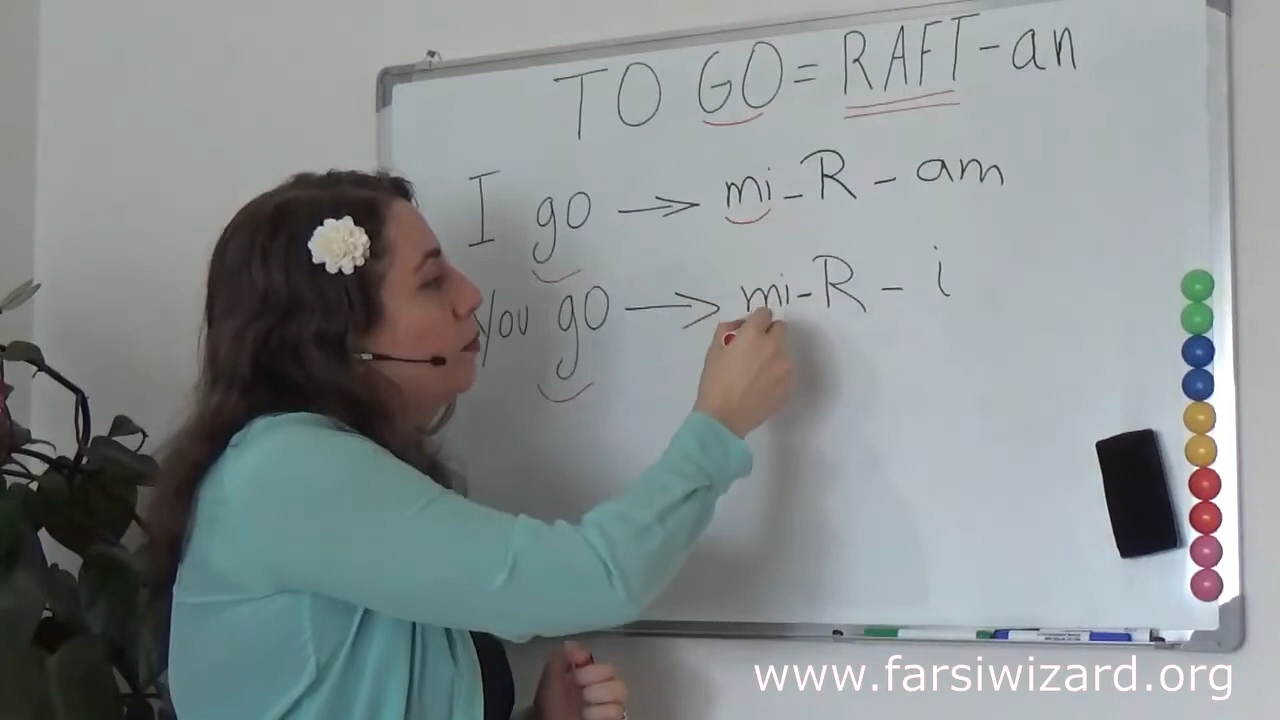 TO GO = RAFT-an
I go →> mi-R-am
You go —> mi-R-i
www.farsiwizard.org